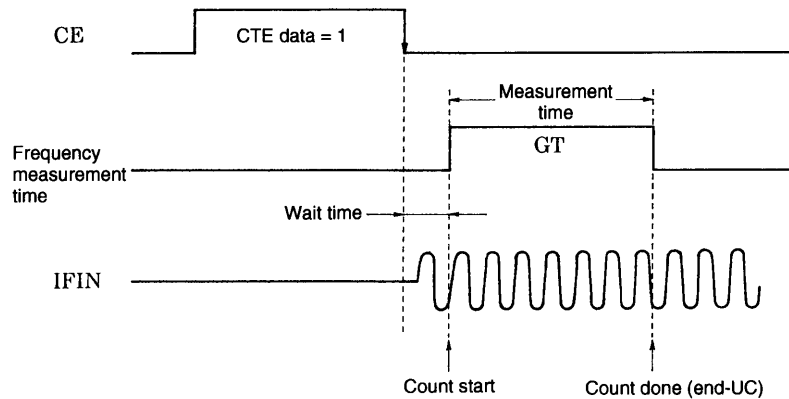 CE
CTE data = 1
Measurement
time
GT
Frequency
measurement
time
Wait time
IFIN
Count start
Count done (end-UC)